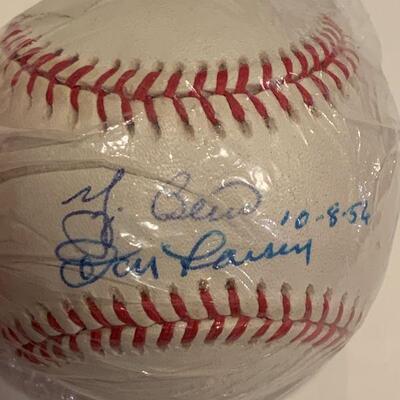 Y. Berra 10-8-56
Don Larsen